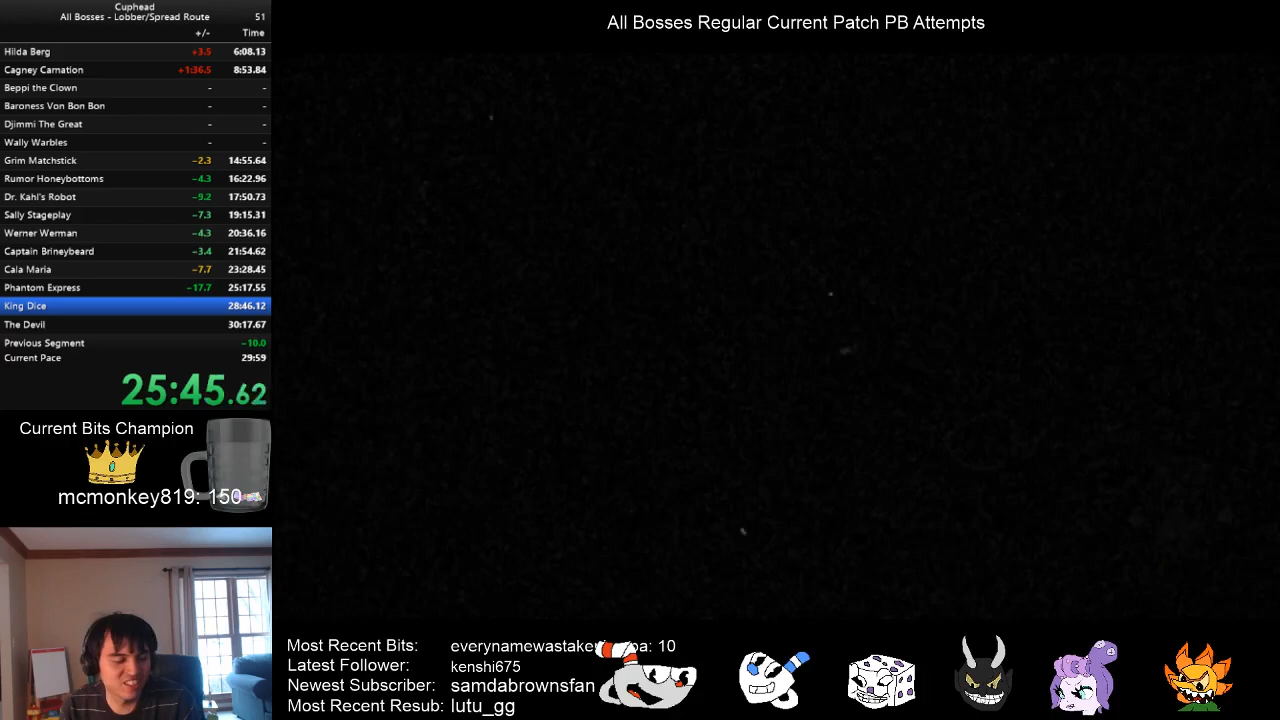 Cuphead
All Bosses - Lobber/Spread Route 51
+/- Time
Hilda Berg +3.5 6:08.13
Cagney Carnation +1:36.5 8:53.84
Beppi the Clown - -
Baroness Von Bon Bon - -
Djimmi The Great - -
Wally Warbles - -
Grim Matchstick -2.3 14:55.64
Rumor Honeybottoms -4.3 16:22.96
Dr. Kahl's Robot -9.2 17:50.73
Sally Stageplay -7.3 19:15.31
Werner Werman -4.3 20:36.16
Captain Brineybeard -3.4 21:54.62
Cala Maria -7.7 23:28.45
Phantom Express -17.7 25:17.55
King Dice 28:46.12
The Devil 30:17.67
Previous Segment -10.0
Current Pace 29:59
25:45.62
Current Bits Champion
mcmonkey819: 150
All Bosses Regular Current Patch PB Attempts
Most Recent Bits: 10
Latest Follower: kenshi675
Newest Subscriber: samdabrownsfan
Most Recent Resub: lutu_gg